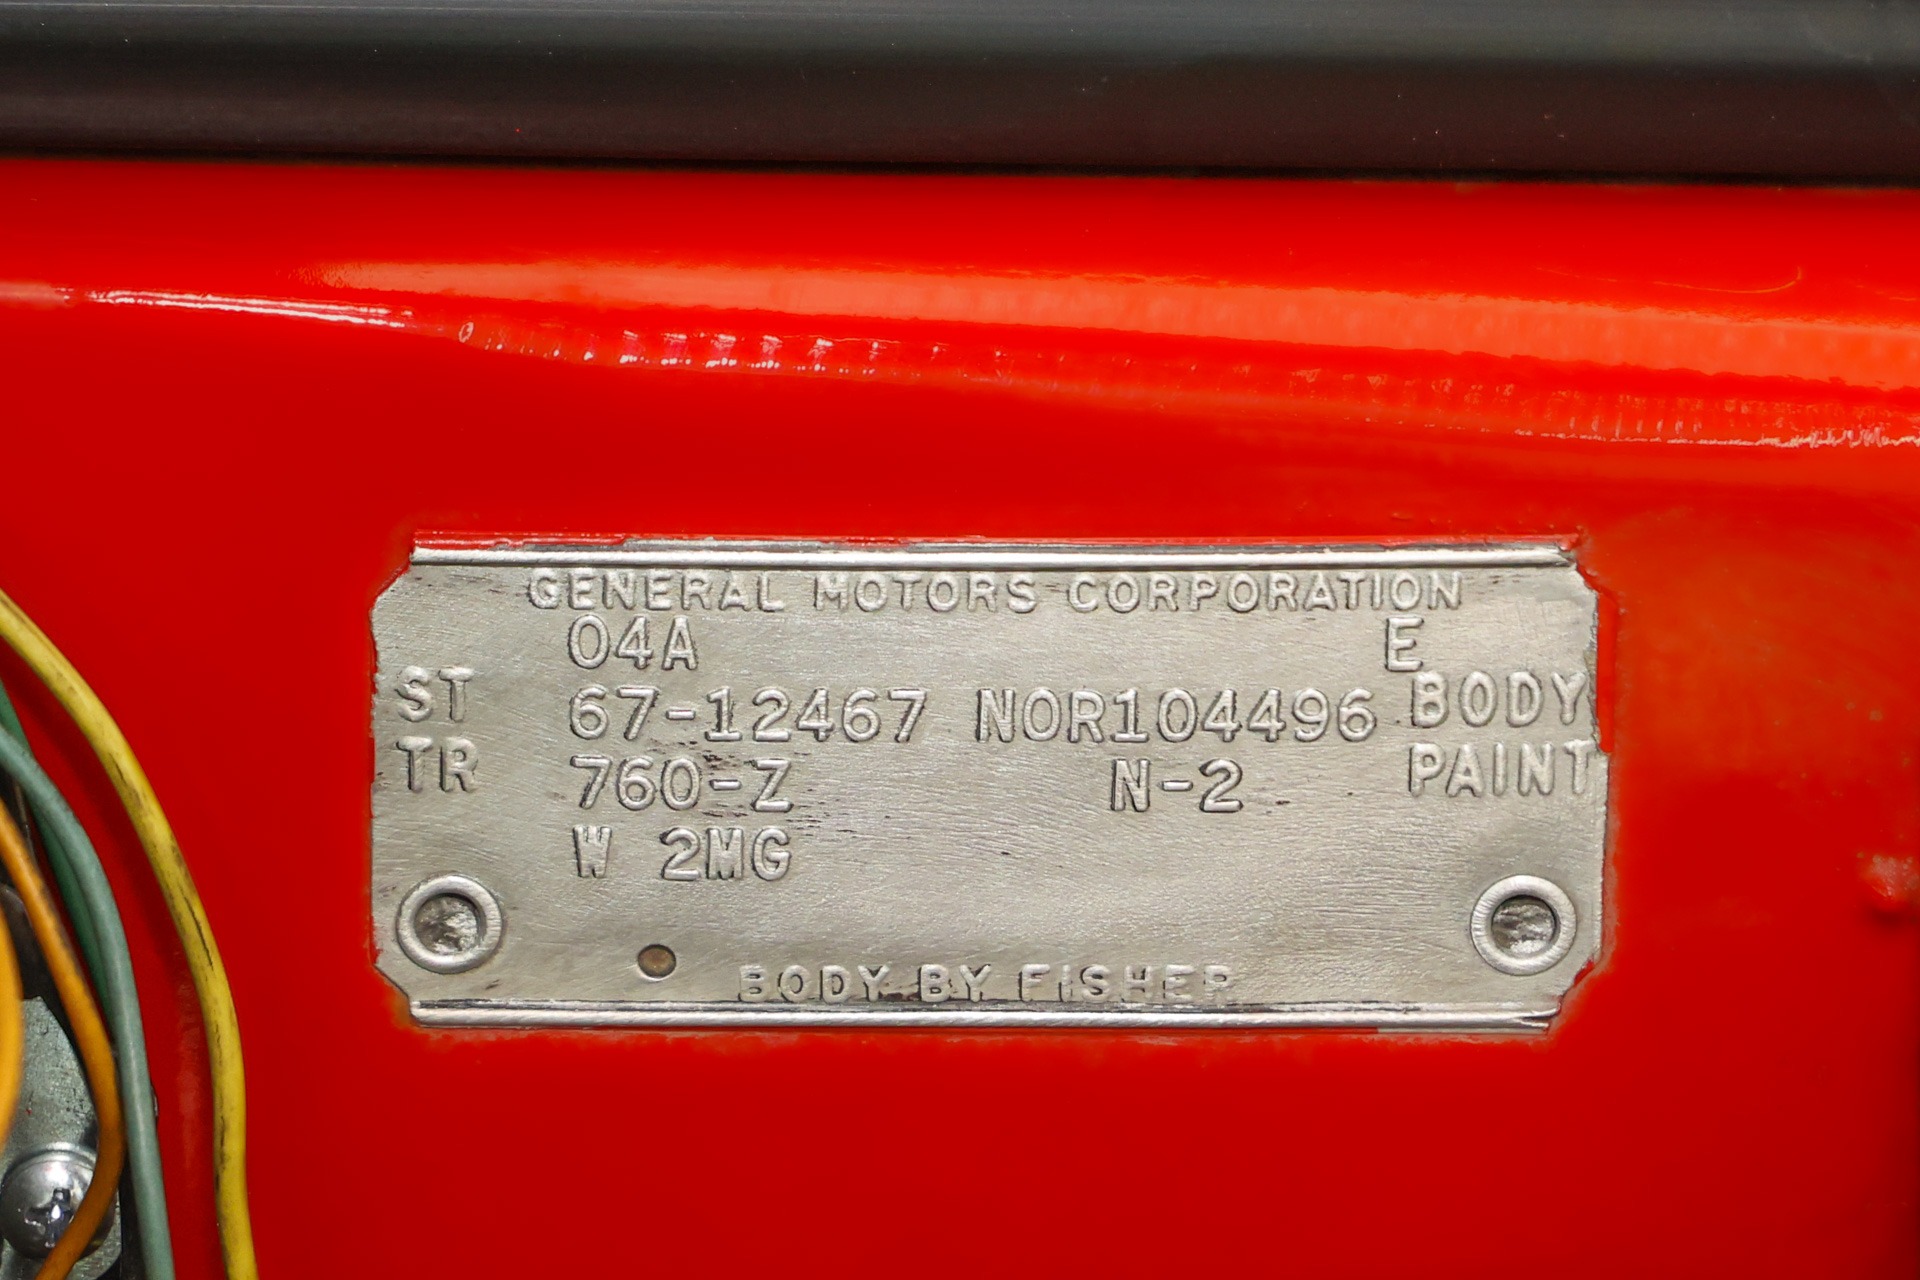 GENERAL MOTORS CORPORATION
04A E
ST 67-12467 NOR104496 BODY
TR 760-Z N-2 PAINT
W 2MG
BODY BY FISHER